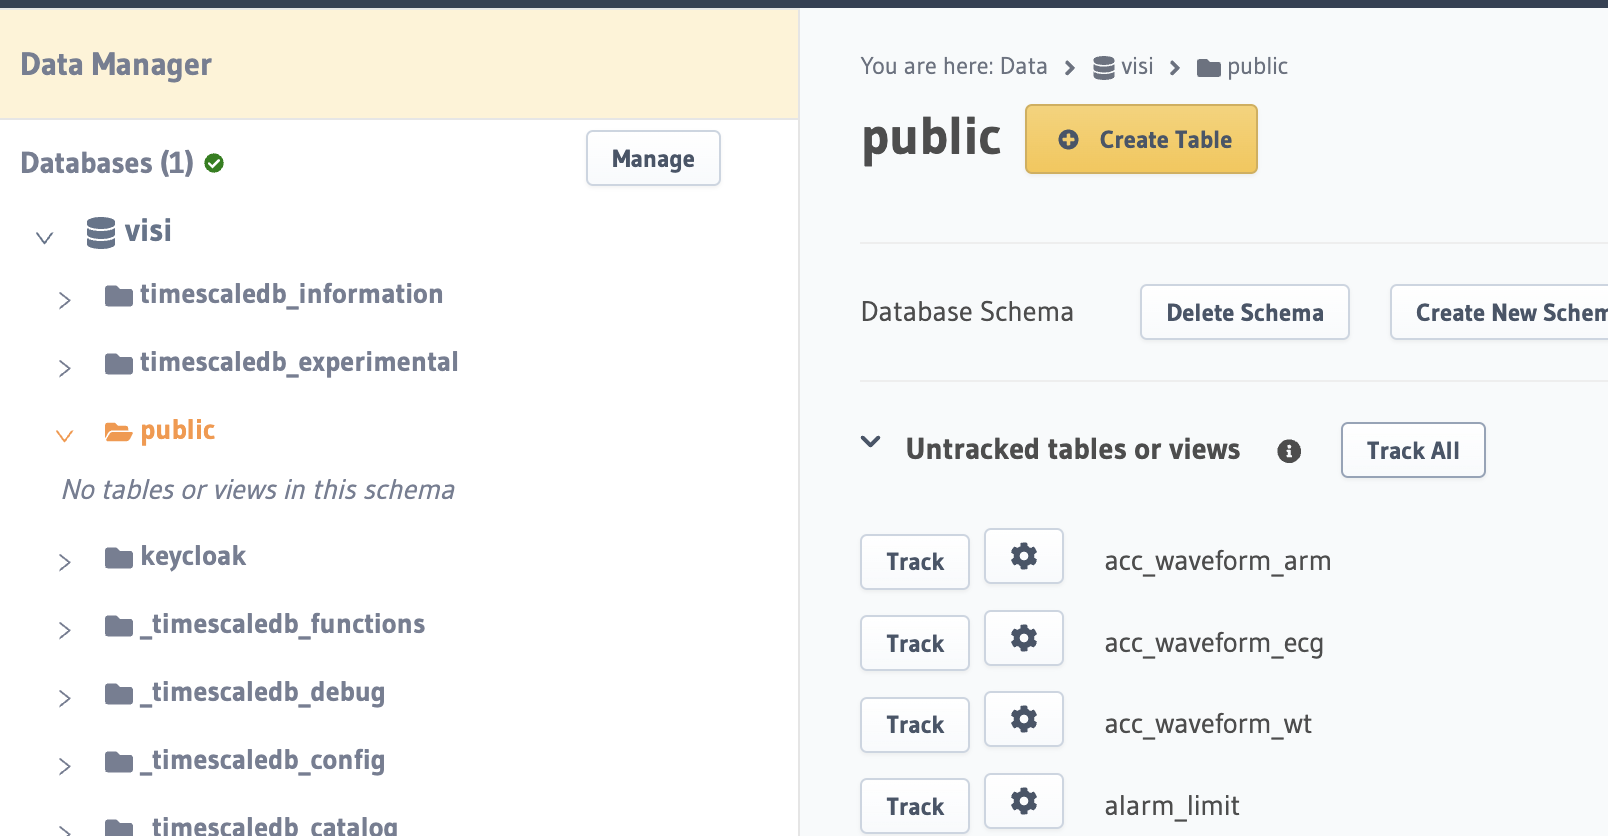 Data Manager
Databases (1)
Manage
visi
timescaledb_information
timescaledb_experimental
public
No tables or views in this schema
keycloak
_timescaledb_functions
_timescaledb_debug
_timescaledb_config
_timescaledb_catalog
You are here: Data > visi > public
public
Create Table
Database Schema
Delete Schema
Create New Schem
Untracked tables or views
Track All
Track acc_waveform_arm
Track acc_waveform_ecg
Track acc_waveform_wt
Track alarm_limit